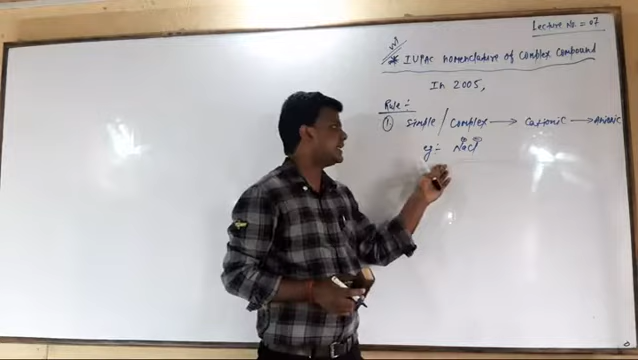 Lecture No. = 07
* IUPAC nomenclature of Complex Compound
In 2005,
Rule :-
① Simple / Complex → Cationic → Anionic
eg :- NaCl